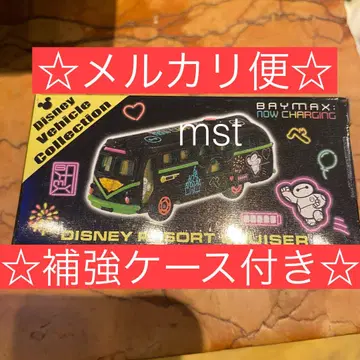 ☆メルカリ便☆
Disney
Vehicle
Collection
BAYMAX:
NOW CHARGING
mst
DISNEY RESORT CRUISER
☆補強ケース付き☆